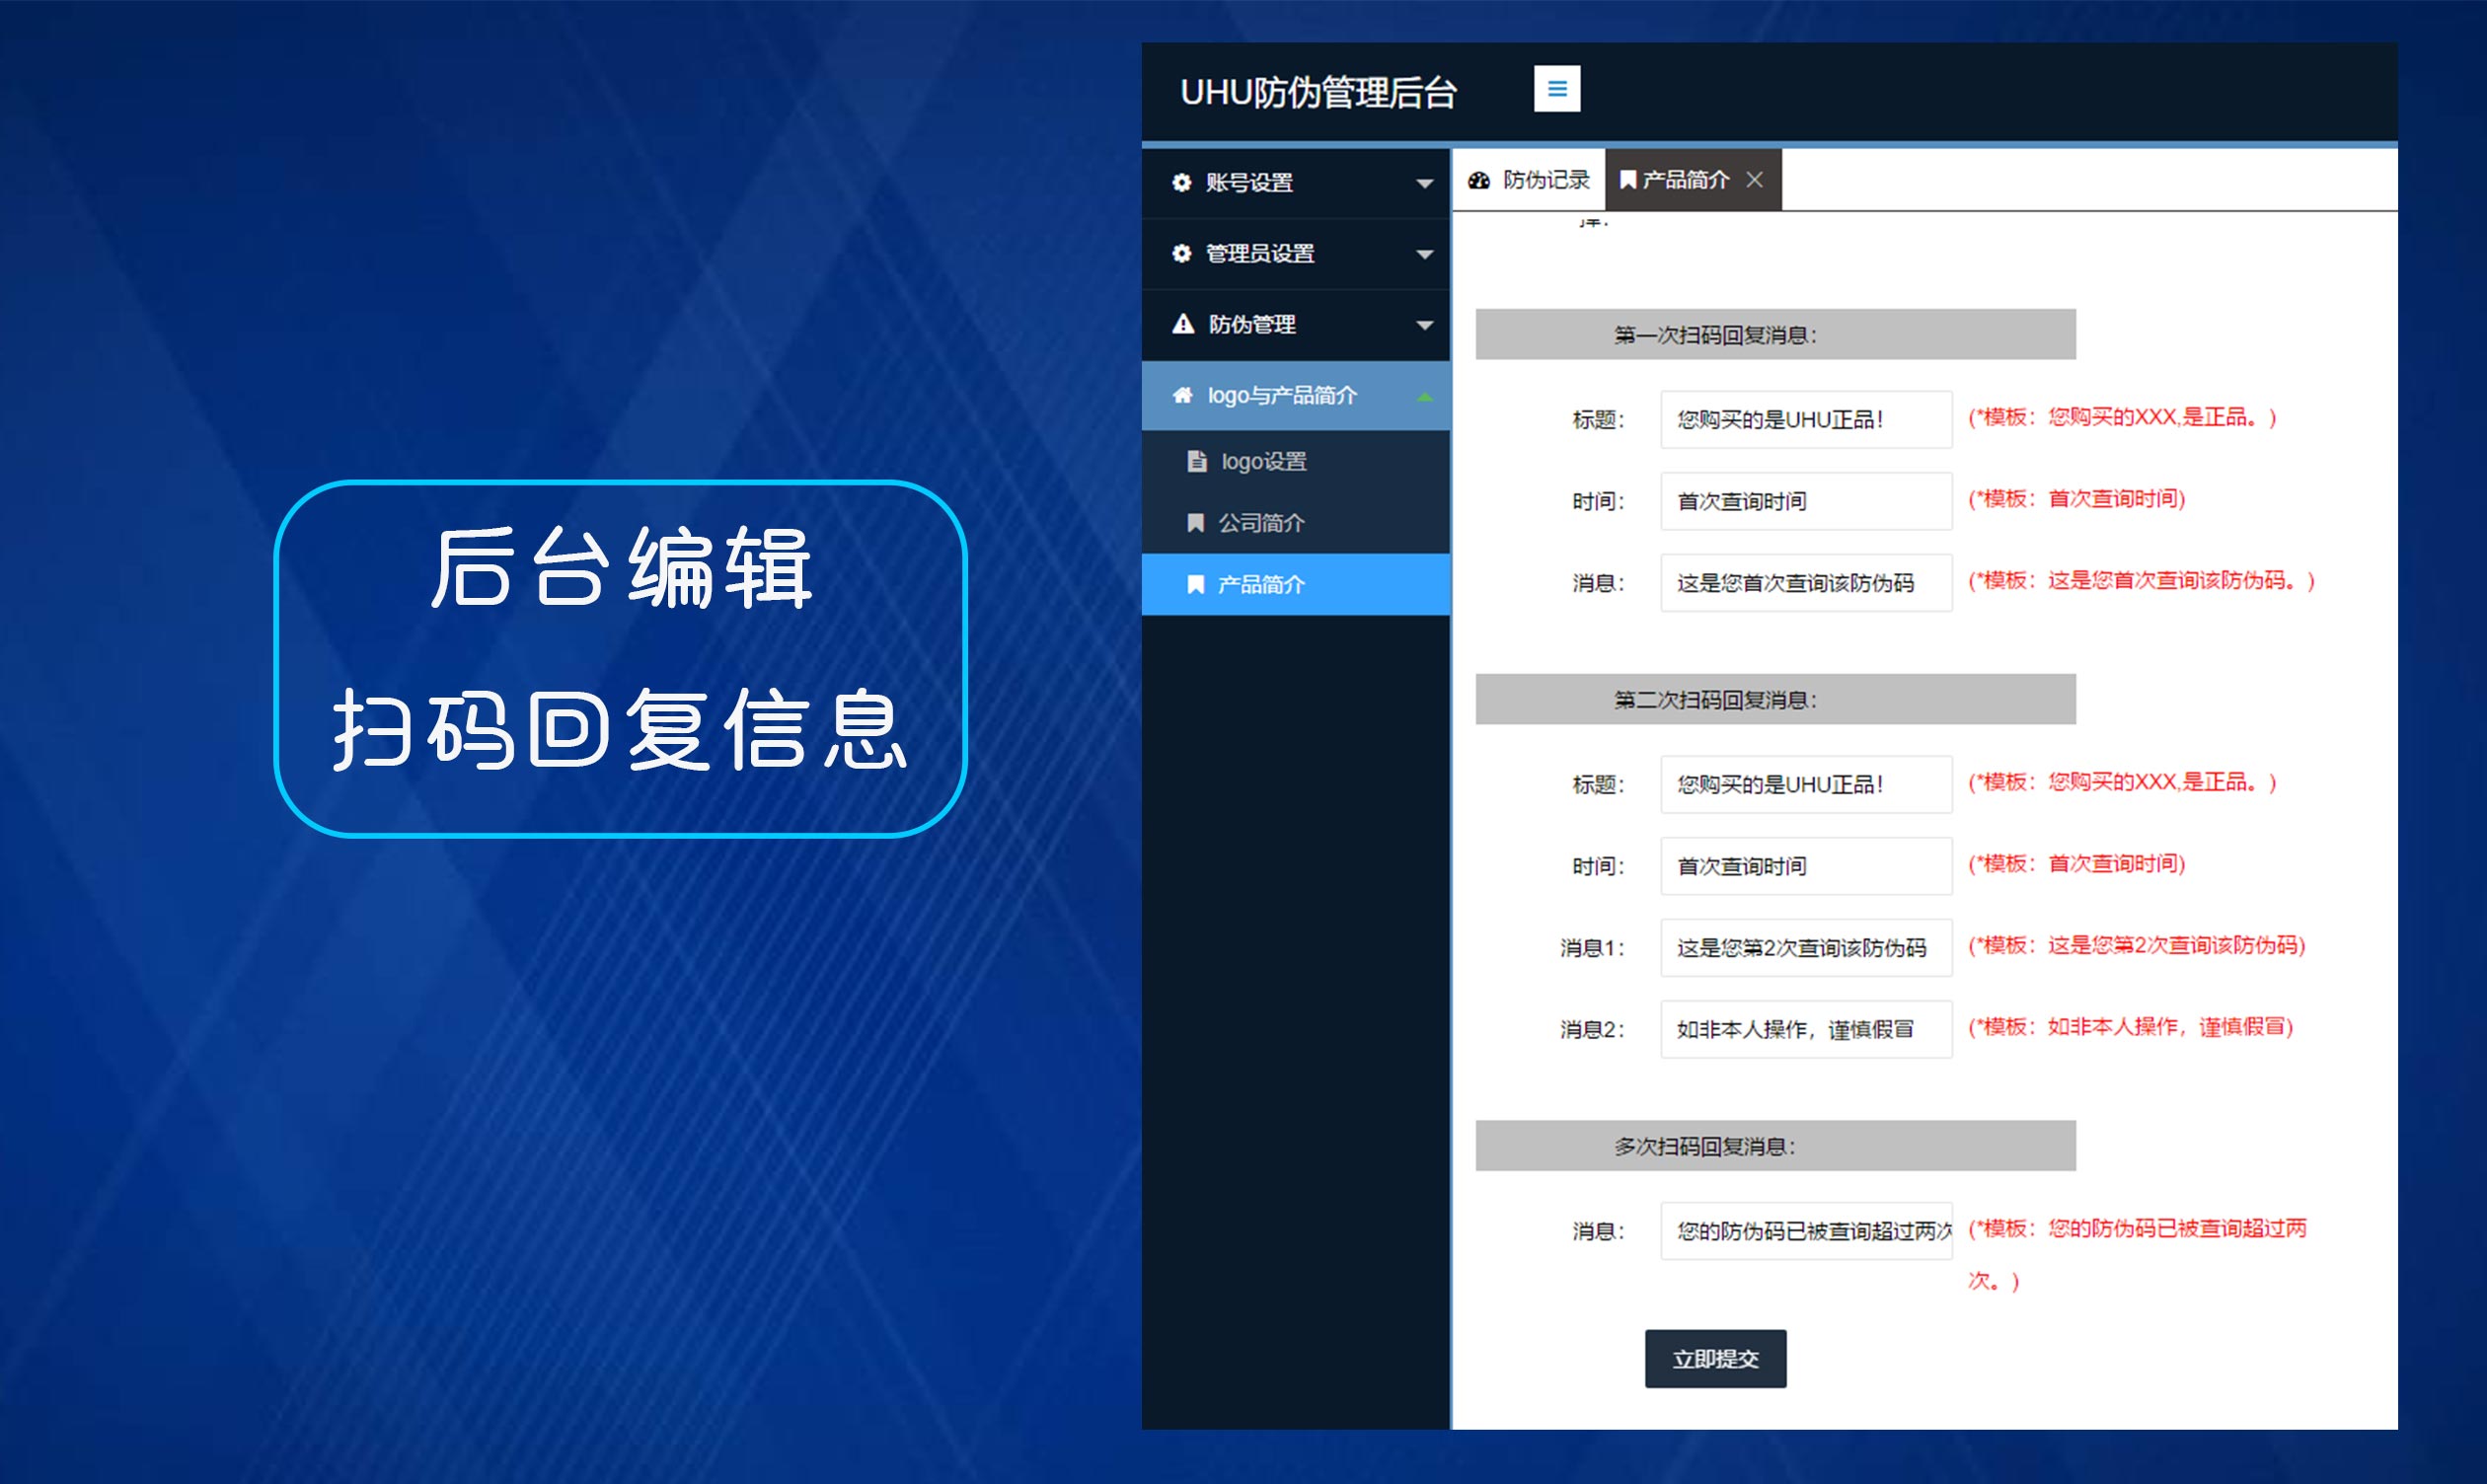 后台编辑
扫码回复信息
UHU防伪管理后台
账号设置
管理员设置
防伪管理
logo与产品简介
logo设置
公司简介
产品简介
防伪记录
产品简介
第一次扫码回复消息：
标题： 您购买的是UHU正品！ (*模板：您购买的XXX,是正品。)
时间： 首次查询时间 (*模板：首次查询时间)
消息： 这是您首次查询该防伪码 (*模板：这是您首次查询该防伪码。)
第二次扫码回复消息：
标题： 您购买的是UHU正品！ (*模板：您购买的XXX,是正品。)
时间： 首次查询时间 (*模板：首次查询时间)
消息1： 这是您第2次查询该防伪码 (*模板：这是您第2次查询该防伪码)
消息2： 如非本人操作，谨慎假冒 (*模板：如非本人操作，谨慎假冒)
多次扫码回复消息：
消息： 您的防伪码已被查询超过两次 (*模板：您的防伪码已被查询超过两
次。)
立即提交